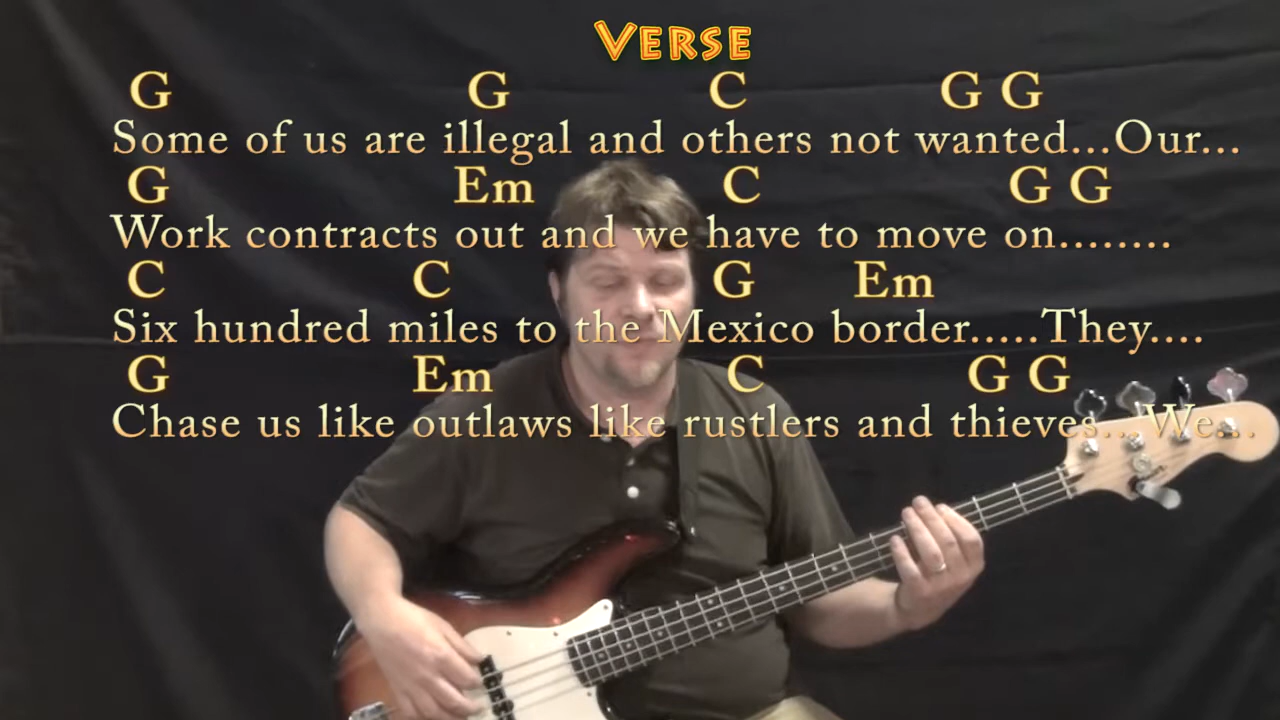 VERSE
G G C G G
Some of us are illegal and others not wanted...Our...
G Em C G G
Work contracts out and we have to move on........
C C G Em
Six hundred miles to the Mexico border.....They....
G Em C G G
Chase us like outlaws like rustlers and thieves... We...